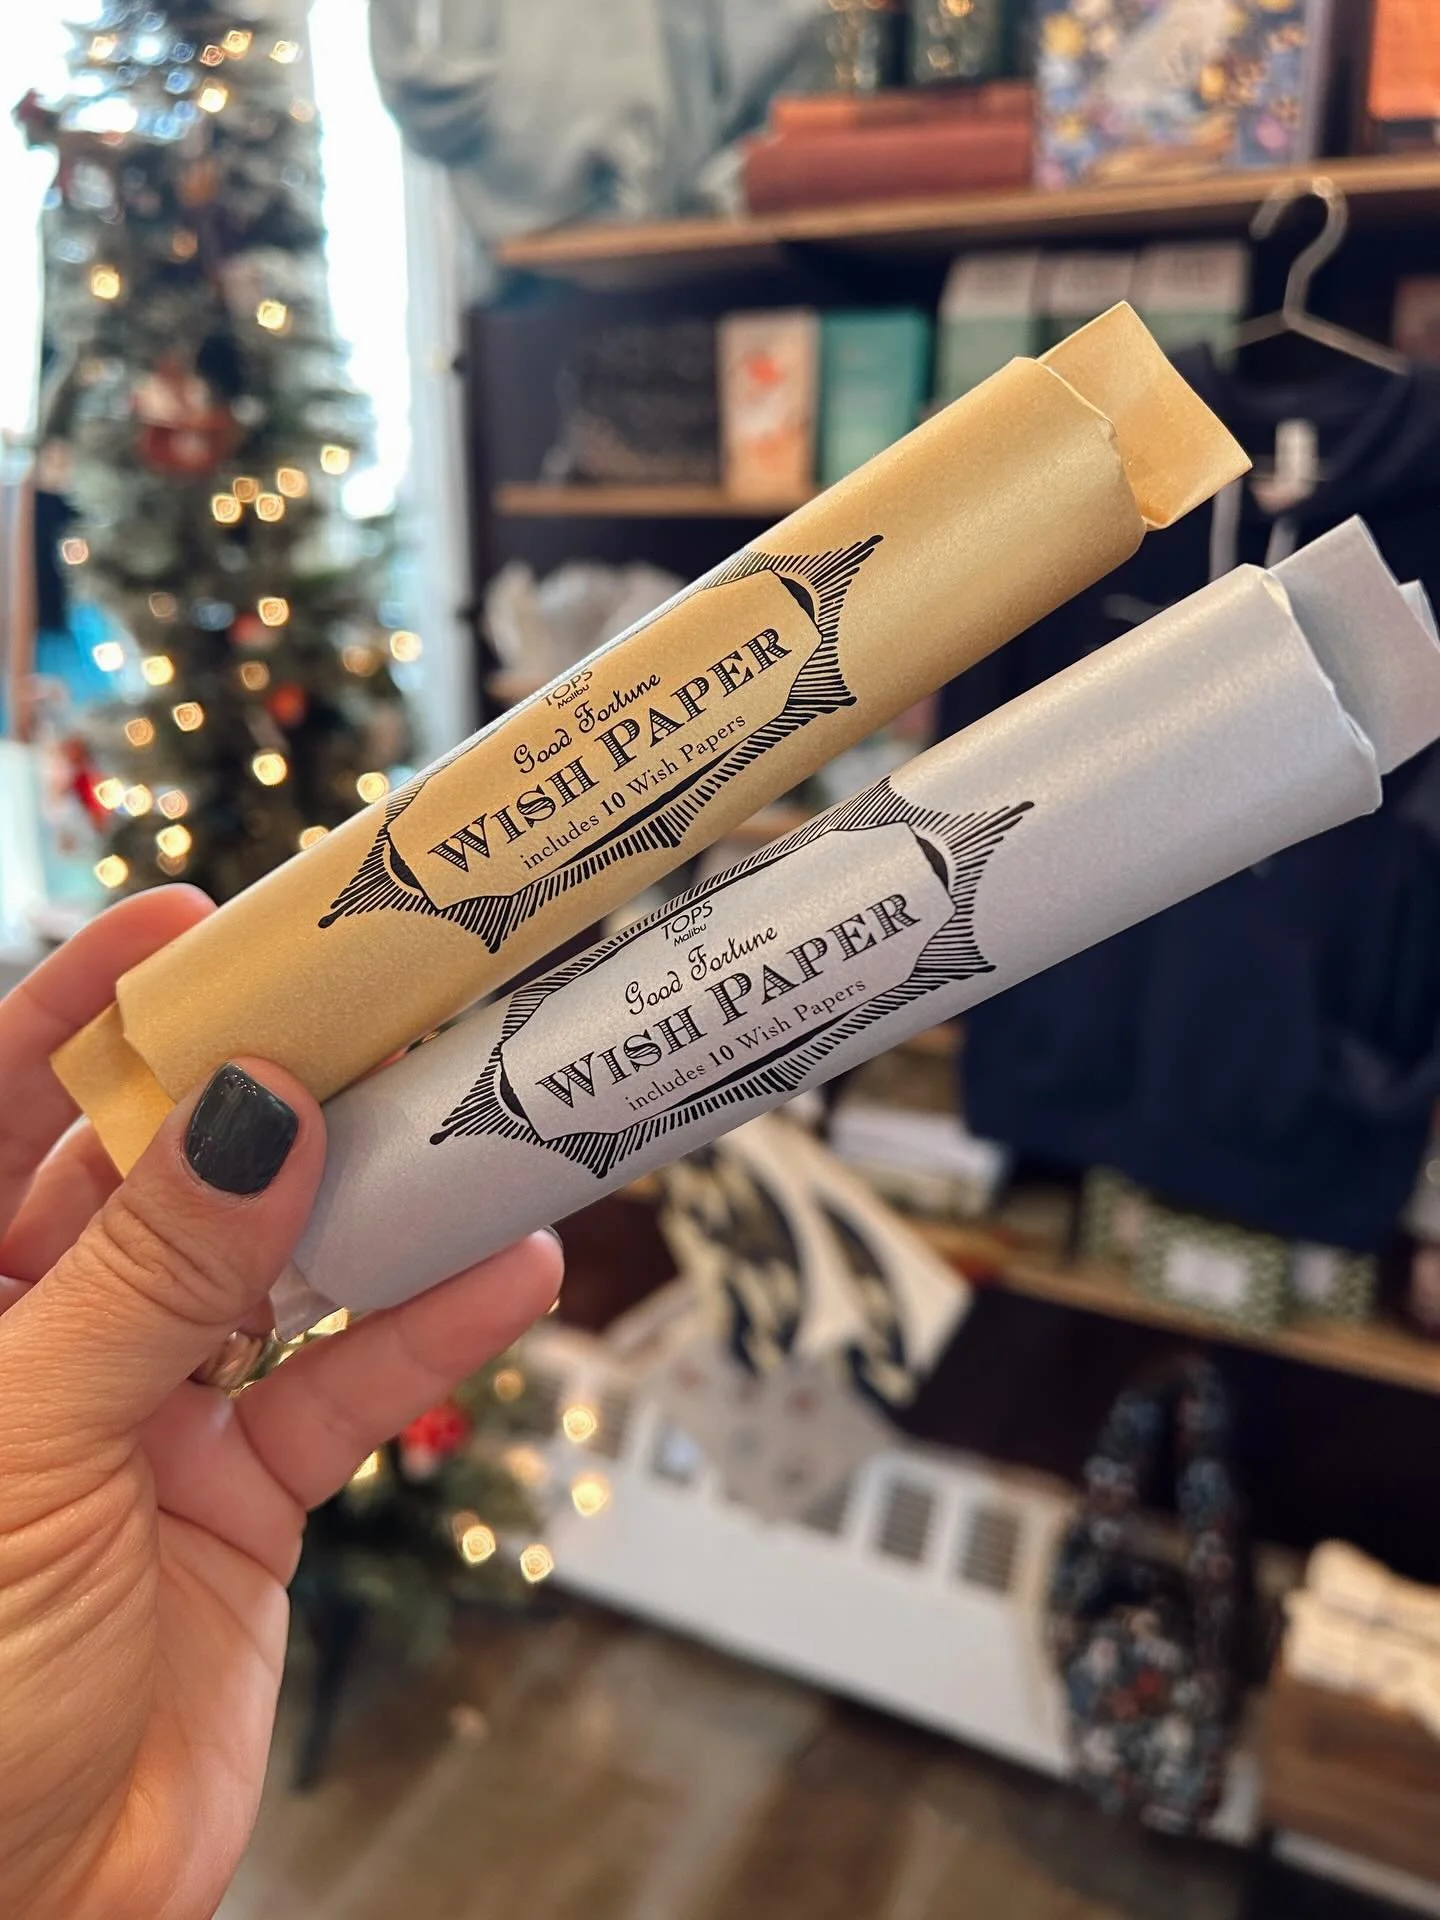 TOPS
Malibu
Good Fortune
WISH PAPER
includes 10 Wish Papers
TOPS
Malibu
Good Fortune
WISH PAPER
includes 10 Wish Papers